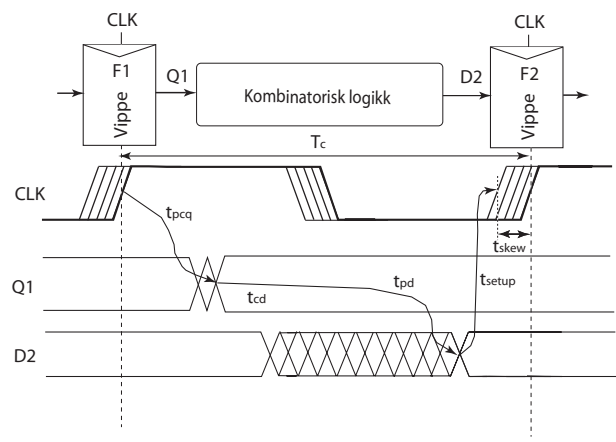 CLK
CLK
F1
Vippe
Q1
Kombinatorisk logikk
D2
F2
Vippe
Tc
CLK
tpcq
tskew
Q1
tcd
tpd
tsetup
D2